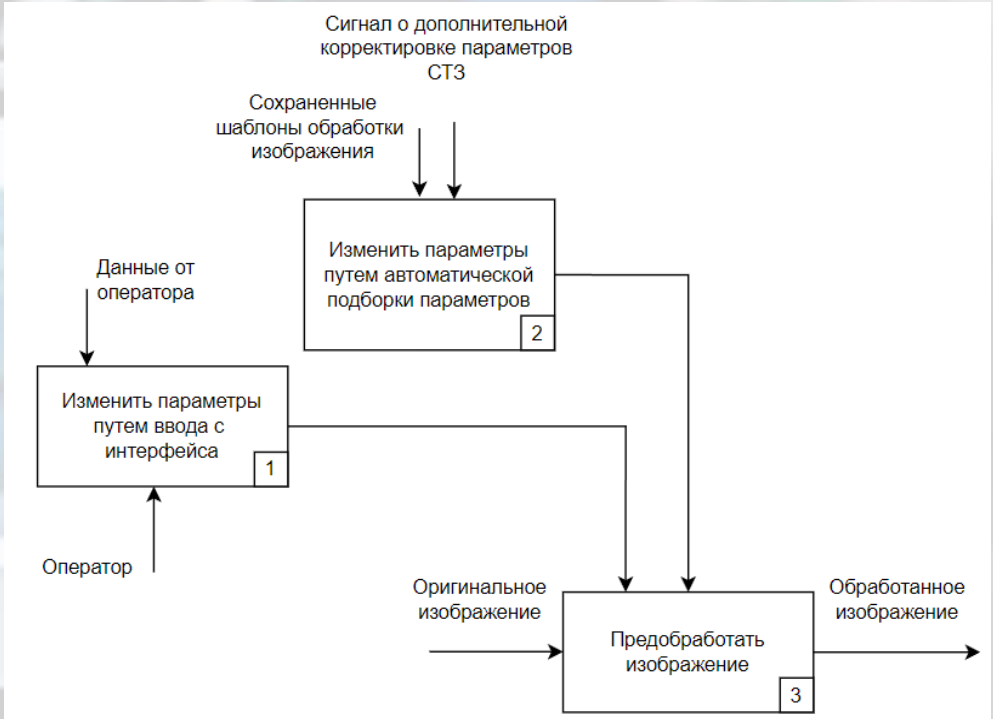 Сигнал о дополнительной
корректировке параметров
СТЗ
Сохраненные
шаблоны обработки
изображения
Изменить параметры
путем автоматической
подборки параметров
2
Данные от
оператора
Изменить параметры
путем ввода с
интерфейса
1
Оператор
Оригинальное
изображение
Предобработать
изображение
3
Обработанное
изображение